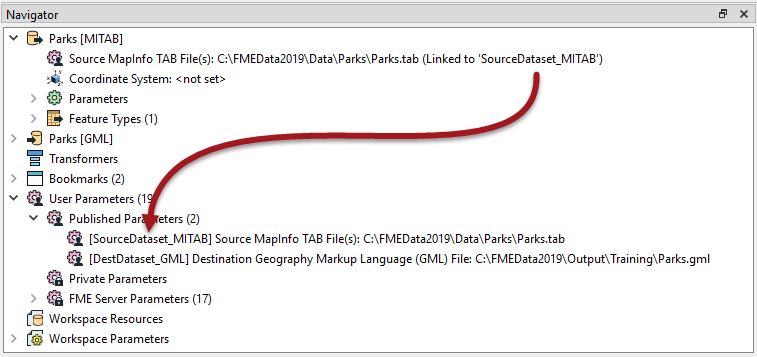 Navigator
Parks [MITAB]
Source MapInfo TAB File(s): C:\FMEData2019\Data\Parks\Parks.tab (Linked to 'SourceDataset_MITAB')
Coordinate System: <not set>
Parameters
Feature Types (1)
Parks [GML]
Transformers
Bookmarks (2)
User Parameters (19)
Published Parameters (2)
[SourceDataset_MITAB] Source MapInfo TAB File(s): C:\FMEData2019\Data\Parks\Parks.tab
[DestDataset_GML] Destination Geography Markup Language (GML) File: C:\FMEData2019\Output\Training\Parks.gml
Private Parameters
FME Server Parameters (17)
Workspace Resources
Workspace Parameters